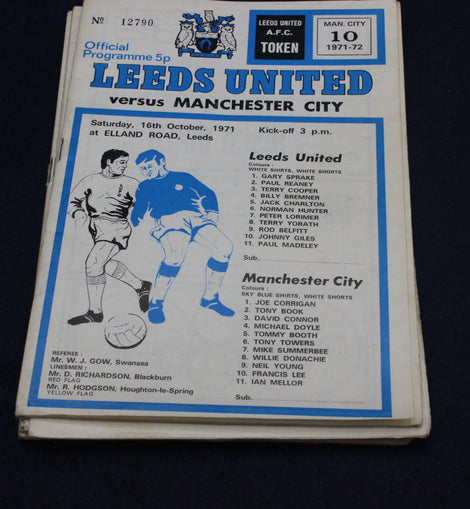 Nº 12790
LEEDS UNITED
A.F.C.
TOKEN
MAN. CITY
10
1971-72
Official
Programme 5p
LEEDS UNITED
versus MANCHESTER CITY
Saturday, 16th October, 1971
at ELLAND ROAD, Leeds
Kick-off 3 p.m.
Leeds United
Colours :
WHITE SHIRTS, WHITE SHORTS
1. GARY SPRAKE
2. PAUL REANEY
3. TERRY COOPER
4. BILLY BREMNER
5. JACK CHARLTON
6. NORMAN HUNTER
7. PETER LORIMER
8. TERRY YORATH
9. ROD BELFITT
10. JOHNNY GILES
11. PAUL MADELEY
Sub.
Manchester City
Colours :
SKY BLUE SHIRTS, WHITE SHORTS
1. JOE CORRIGAN
2. TONY BOOK
3. DAVID CONNOR
4. MICHAEL DOYLE
5. TOMMY BOOTH
6. TONY TOWERS
7. MIKE SUMMERBEE
8. WILLIE DONACHIE
9. NEIL YOUNG
10. FRANCIS LEE
11. IAN MELLOR
Sub.
REFEREE :
Mr. W. J. GOW, Swansea
LINESMEN :
Mr. D. RICHARDSON, Blackburn
RED FLAG
Mr. R. HODGSON, Houghton-le-Spring
YELLOW FLAG